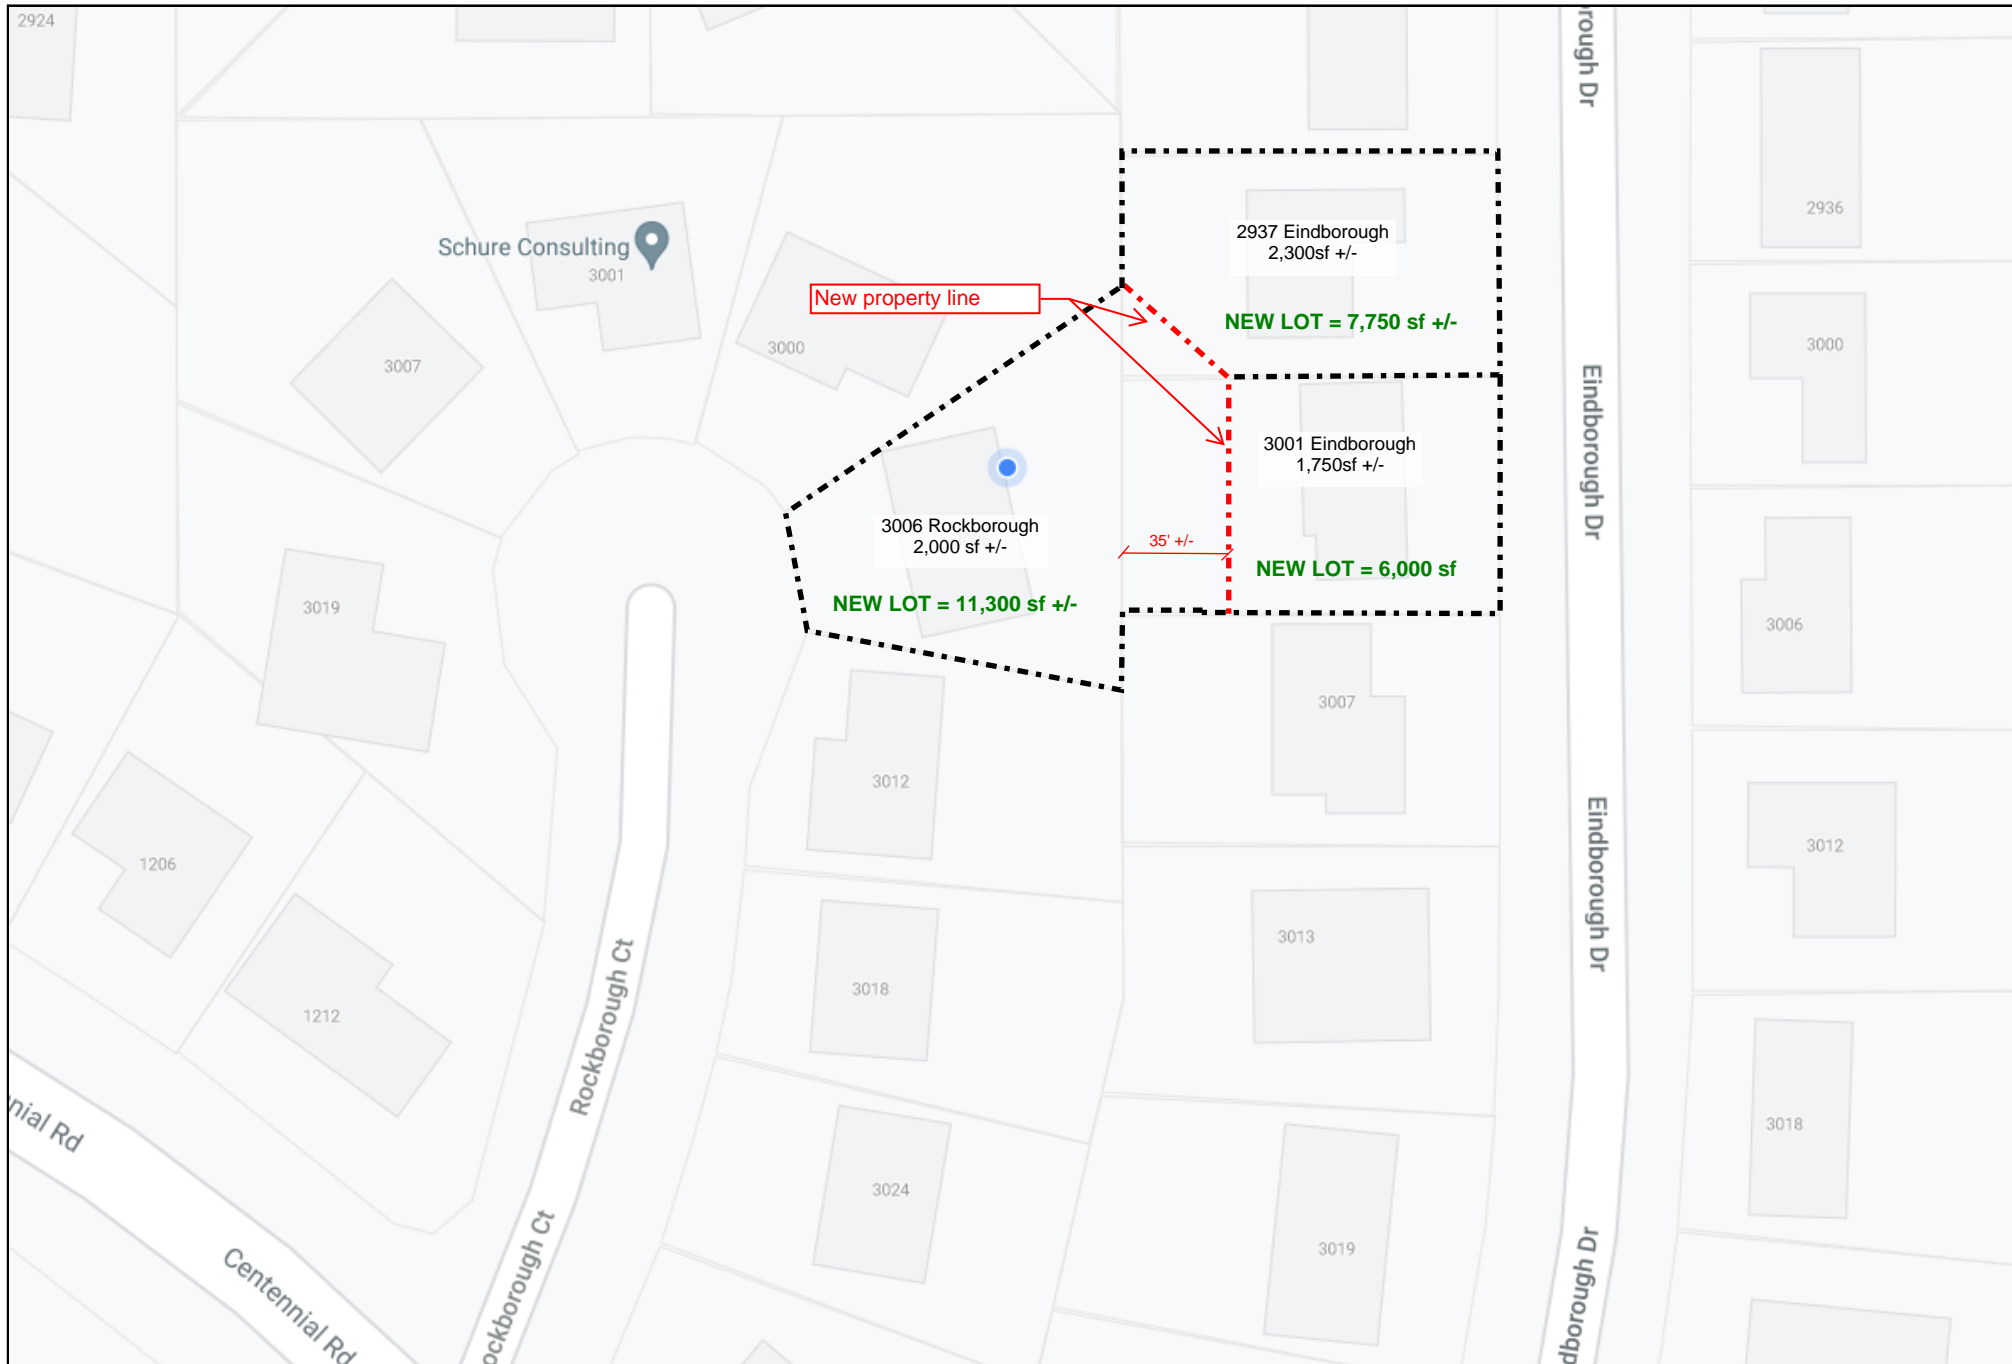 2924
rough Dr
2936
2937 Eindborough
2,300sf +/-
Schure Consulting
3001
New property line
NEW LOT = 7,750 sf +/-
3000
3000
3007
Eindborough Dr
3001 Eindborough
1,750sf +/-
3006 Rockborough
2,000 sf +/-
35' +/-
NEW LOT = 6,000 sf
NEW LOT = 11,300 sf +/-
3019
3006
3007
3012
1206
Eindborough Dr
3012
3013
3018
Rockborough Ct
1212
nial Rd
3018
3024
3019
Centennial Rd
ockborough Ct
dborough Dr